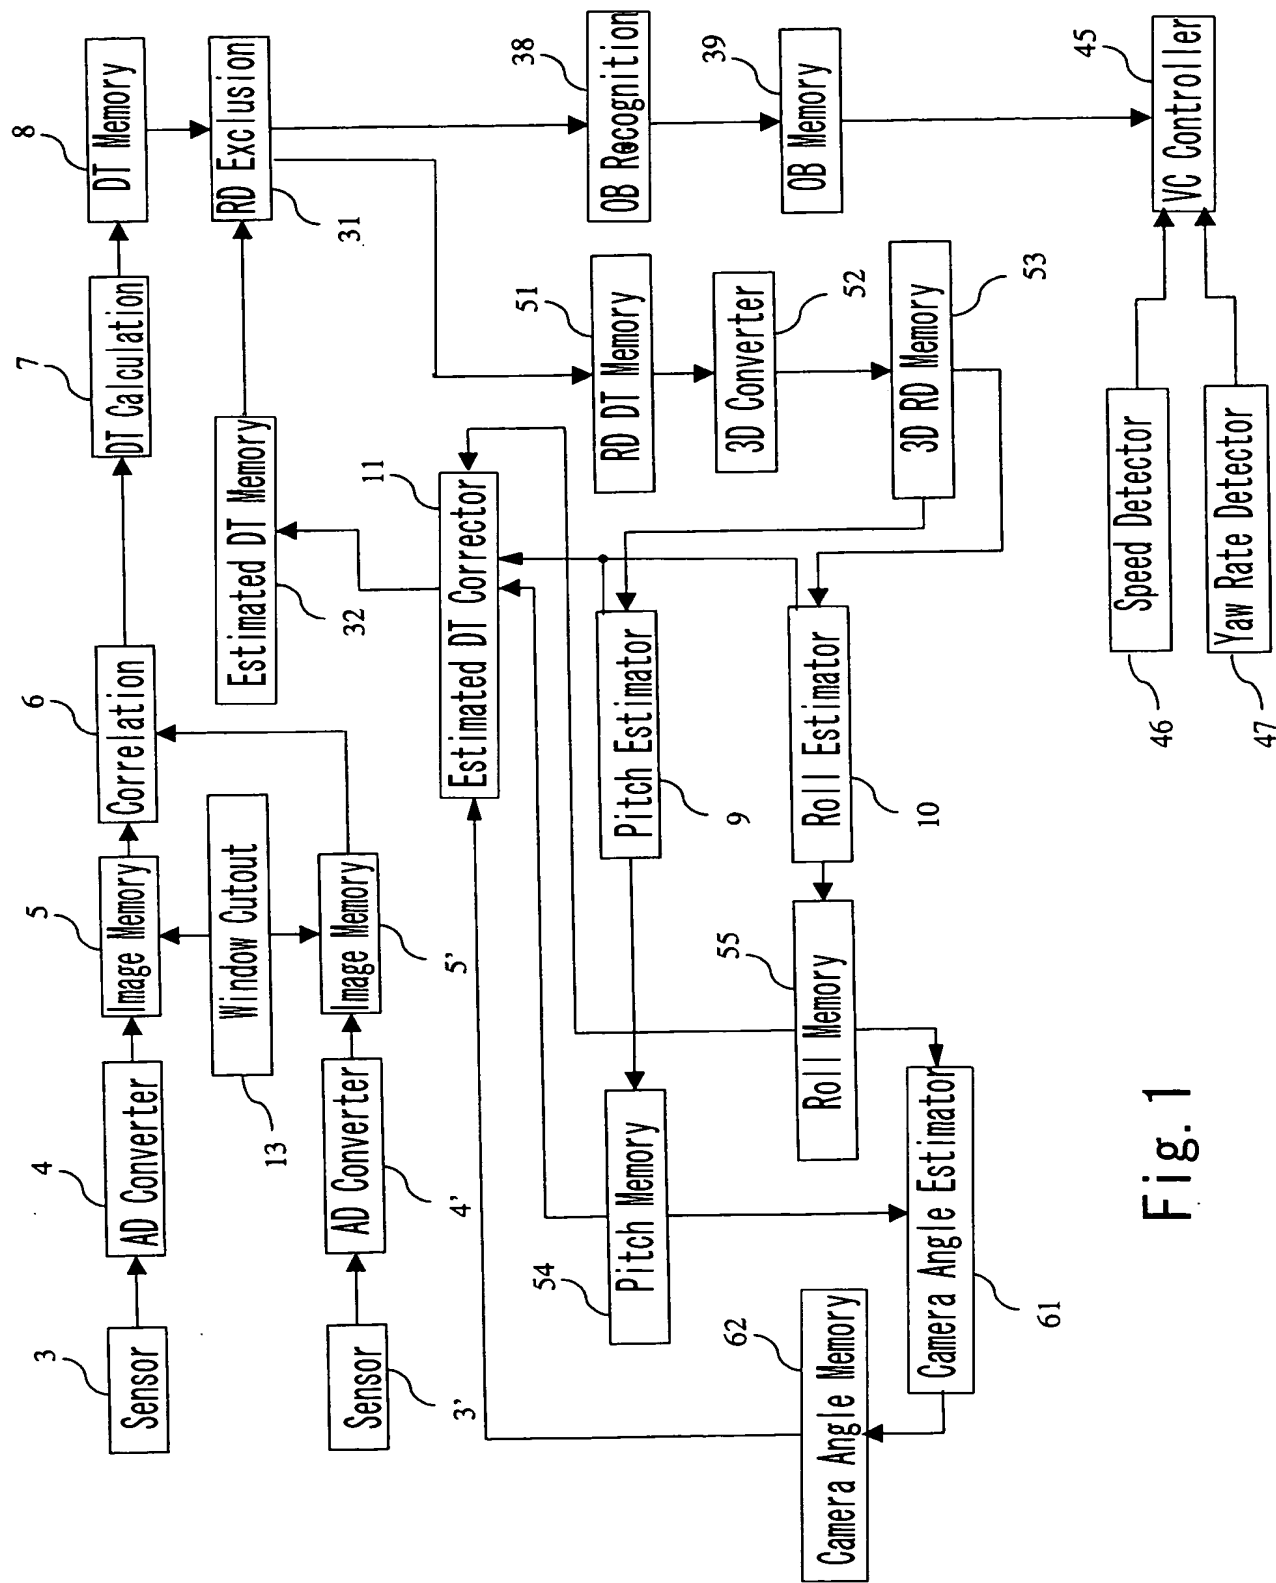 3
Sensor
4
AD Converter
5
Image Memory
6
Correlation
7
DT Calculation
8
DT Memory
13
Window Cutout
3'
Sensor
4'
AD Converter
5'
Image Memory
32
Estimated DT Memory
31
RD Exclusion
11
Estimated DT Corrector
9
Pitch Estimator
10
Roll Estimator
54
Pitch Memory
55
Roll Memory
62
Camera Angle Memory
61
Camera Angle Estimator
51
RD DT Memory
52
3D Converter
53
3D RD Memory
38
OB Recognition
39
OB Memory
45
VC Controller
46
Speed Detector
47
Yaw Rate Detector
Fig. 1